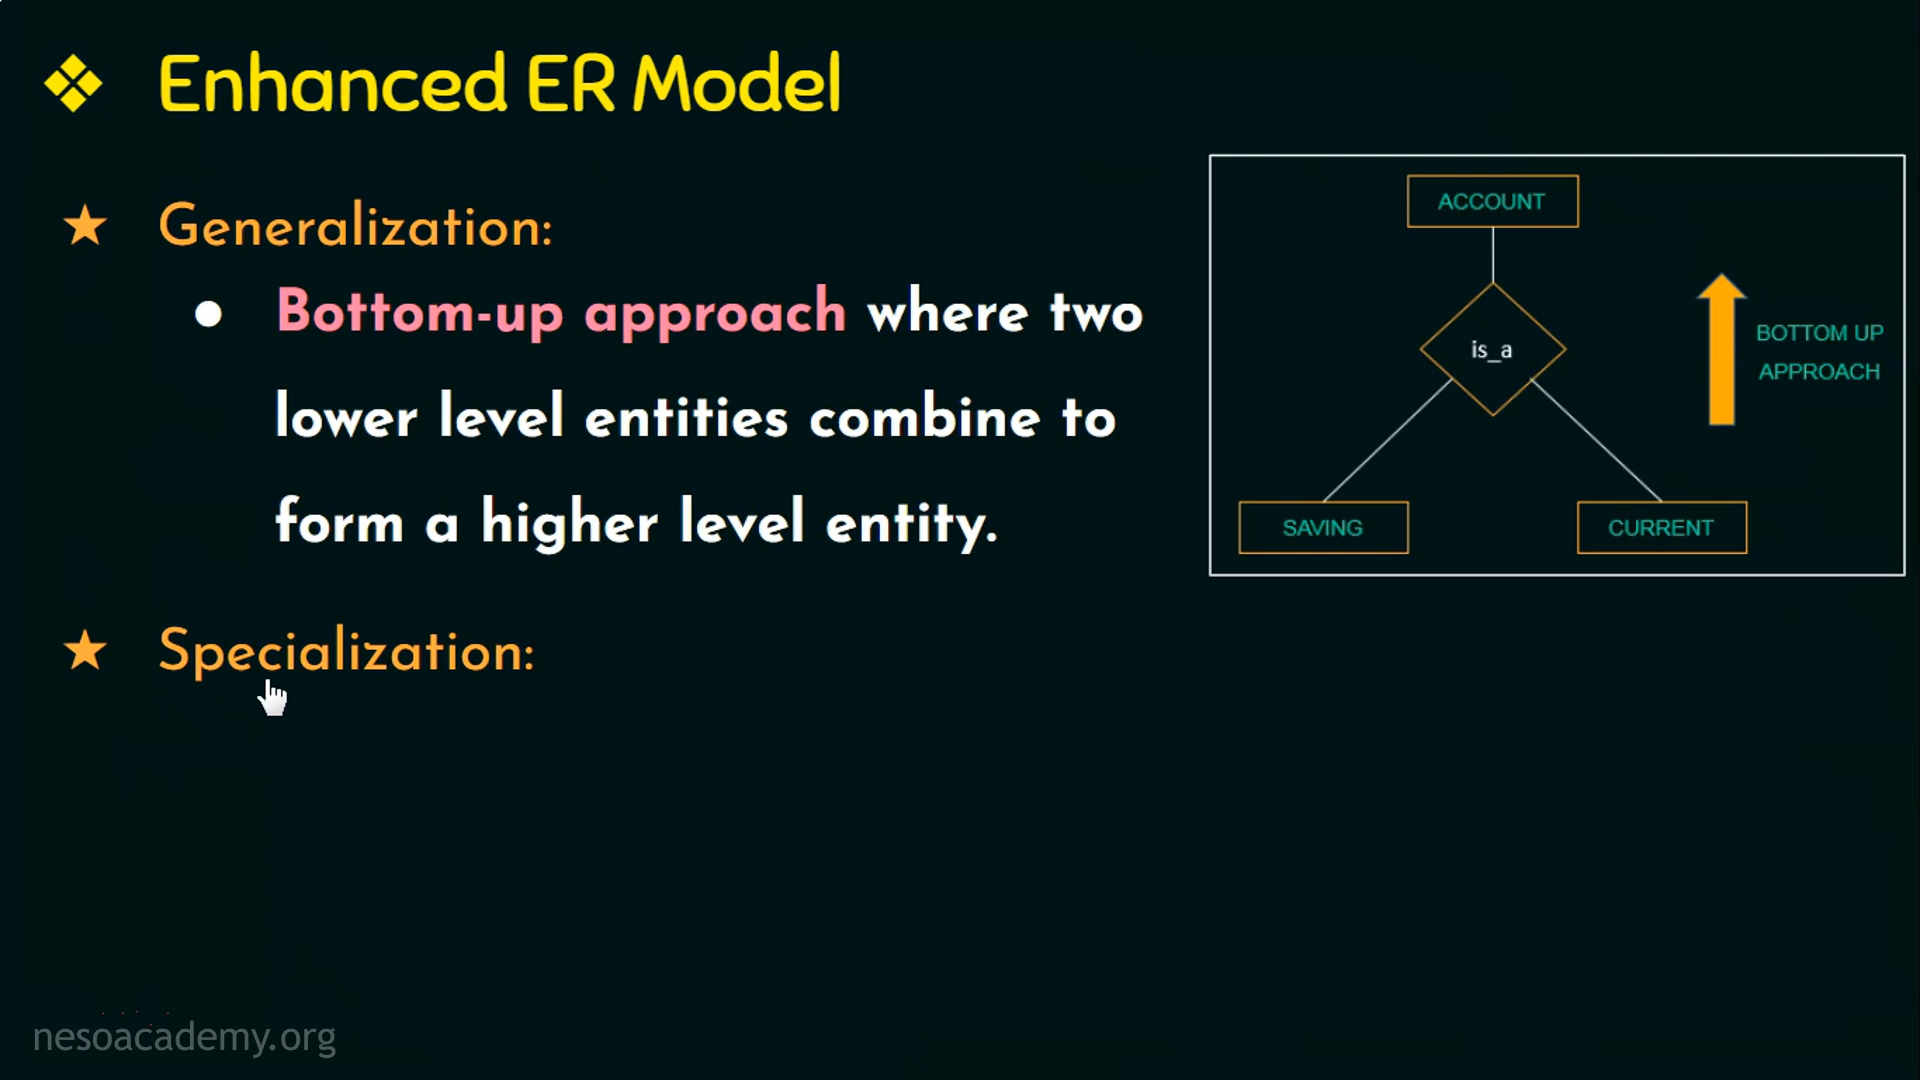 Enhanced ER Model
Generalization:
Bottom-up approach where two
lower level entities combine to
form a higher level entity.
ACCOUNT
is_a
BOTTOM UP
APPROACH
SAVING
CURRENT
Specialization:
nesoacademy.org